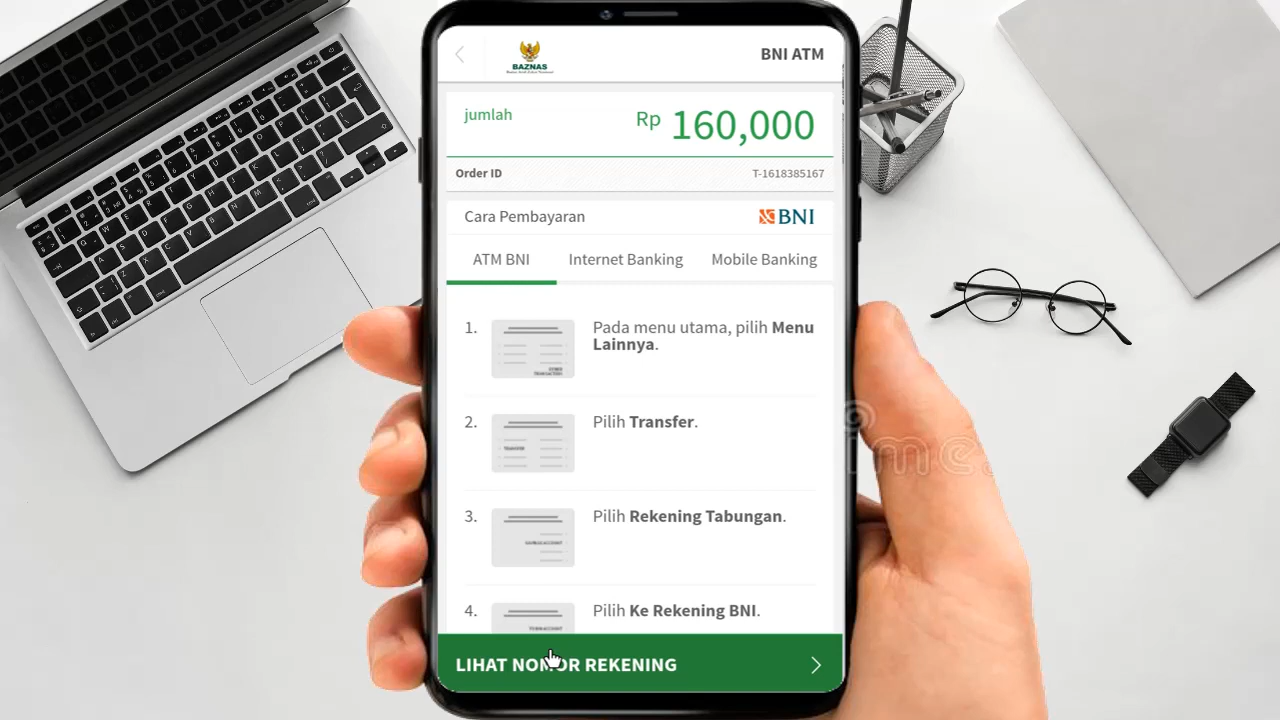 BAZNAS
BNI ATM
jumlah
Rp 160,000
Order ID
T-1618385167
Cara Pembayaran
BNI
ATM BNI
Internet Banking
Mobile Banking
1.
Pada menu utama, pilih Menu
Lainnya.
2.
TRANSFER
Pilih Transfer.
3.
Pilih Rekening Tabungan.
4.
Pilih Ke Rekening BNI.
LIHAT NOMOR REKENING